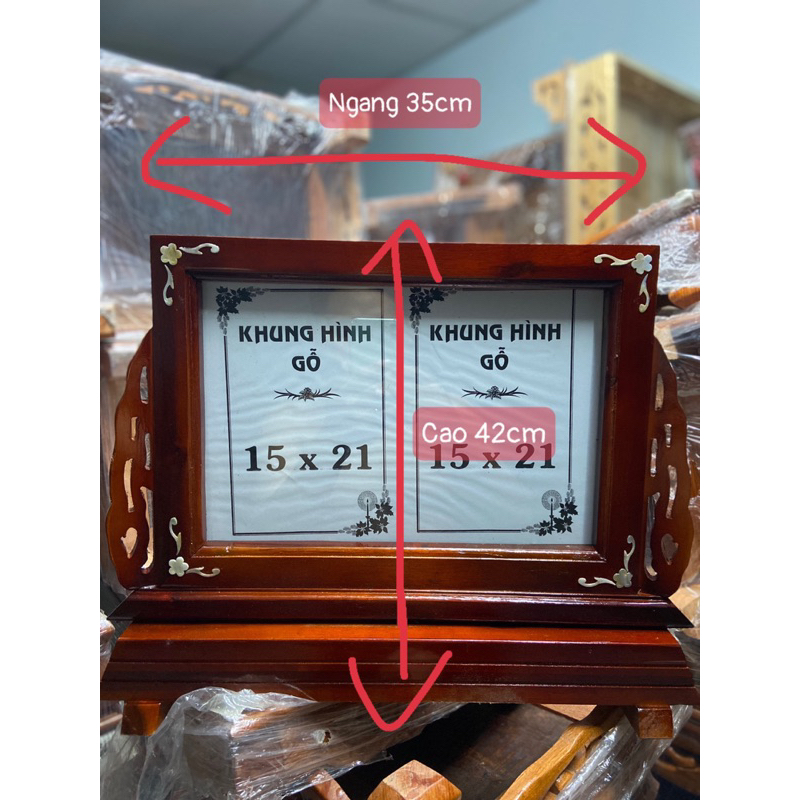 Ngang 35cm
KHUNG HÌNH
GỖ
15 x 21
KHUNG HÌNH
GỖ
Cao 42cm
15 x 21